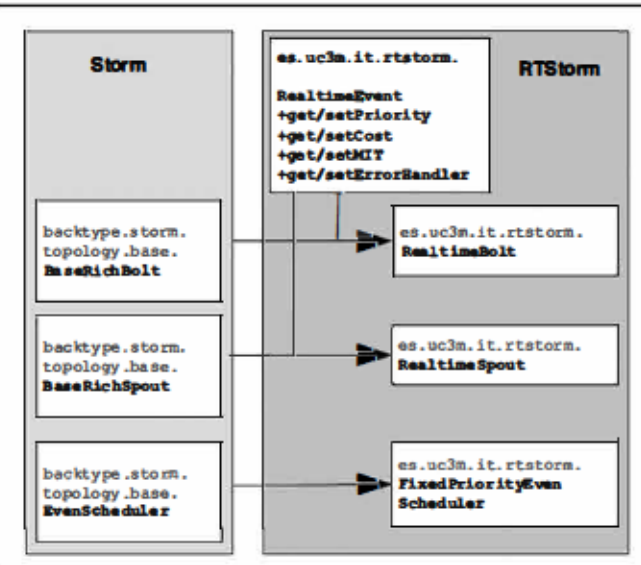 Storm
backtype.storm.
topology.base.
BaseRichBolt
backtype.storm.
topology.base.
BaseRichSpout
backtype.storm.
topology.base.
EvenScheduler
RTStorm
es.uc3m.it.rtstorm.
RealtimeEvent
+get/setPriority
+get/setCost
+get/setMIT
+get/setErrorHandler
es.uc3m.it.rtstorm.
RealtimeBolt
es.uc3m.it.rtstorm.
RealtimeSpout
es.uc3m.it.rtstorm.
FixedPriorityEven
Scheduler